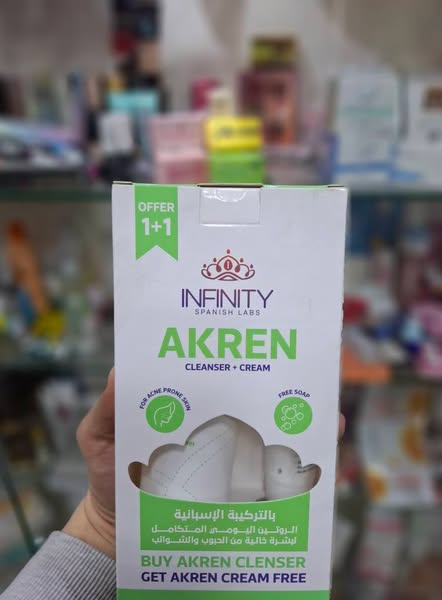 OFFER
1+1
INFINITY
SPANISH LABS
AKREN
CLEANSER + CREAM
FOR ACNE PRONE SKIN
FREE SOAP
بالتركيبة الإسبانية
الروتين اليومي المتكامل
لبشرة خالية من الحبوب والشوائب
BUY AKREN CLENSER
GET AKREN CREAM FREE